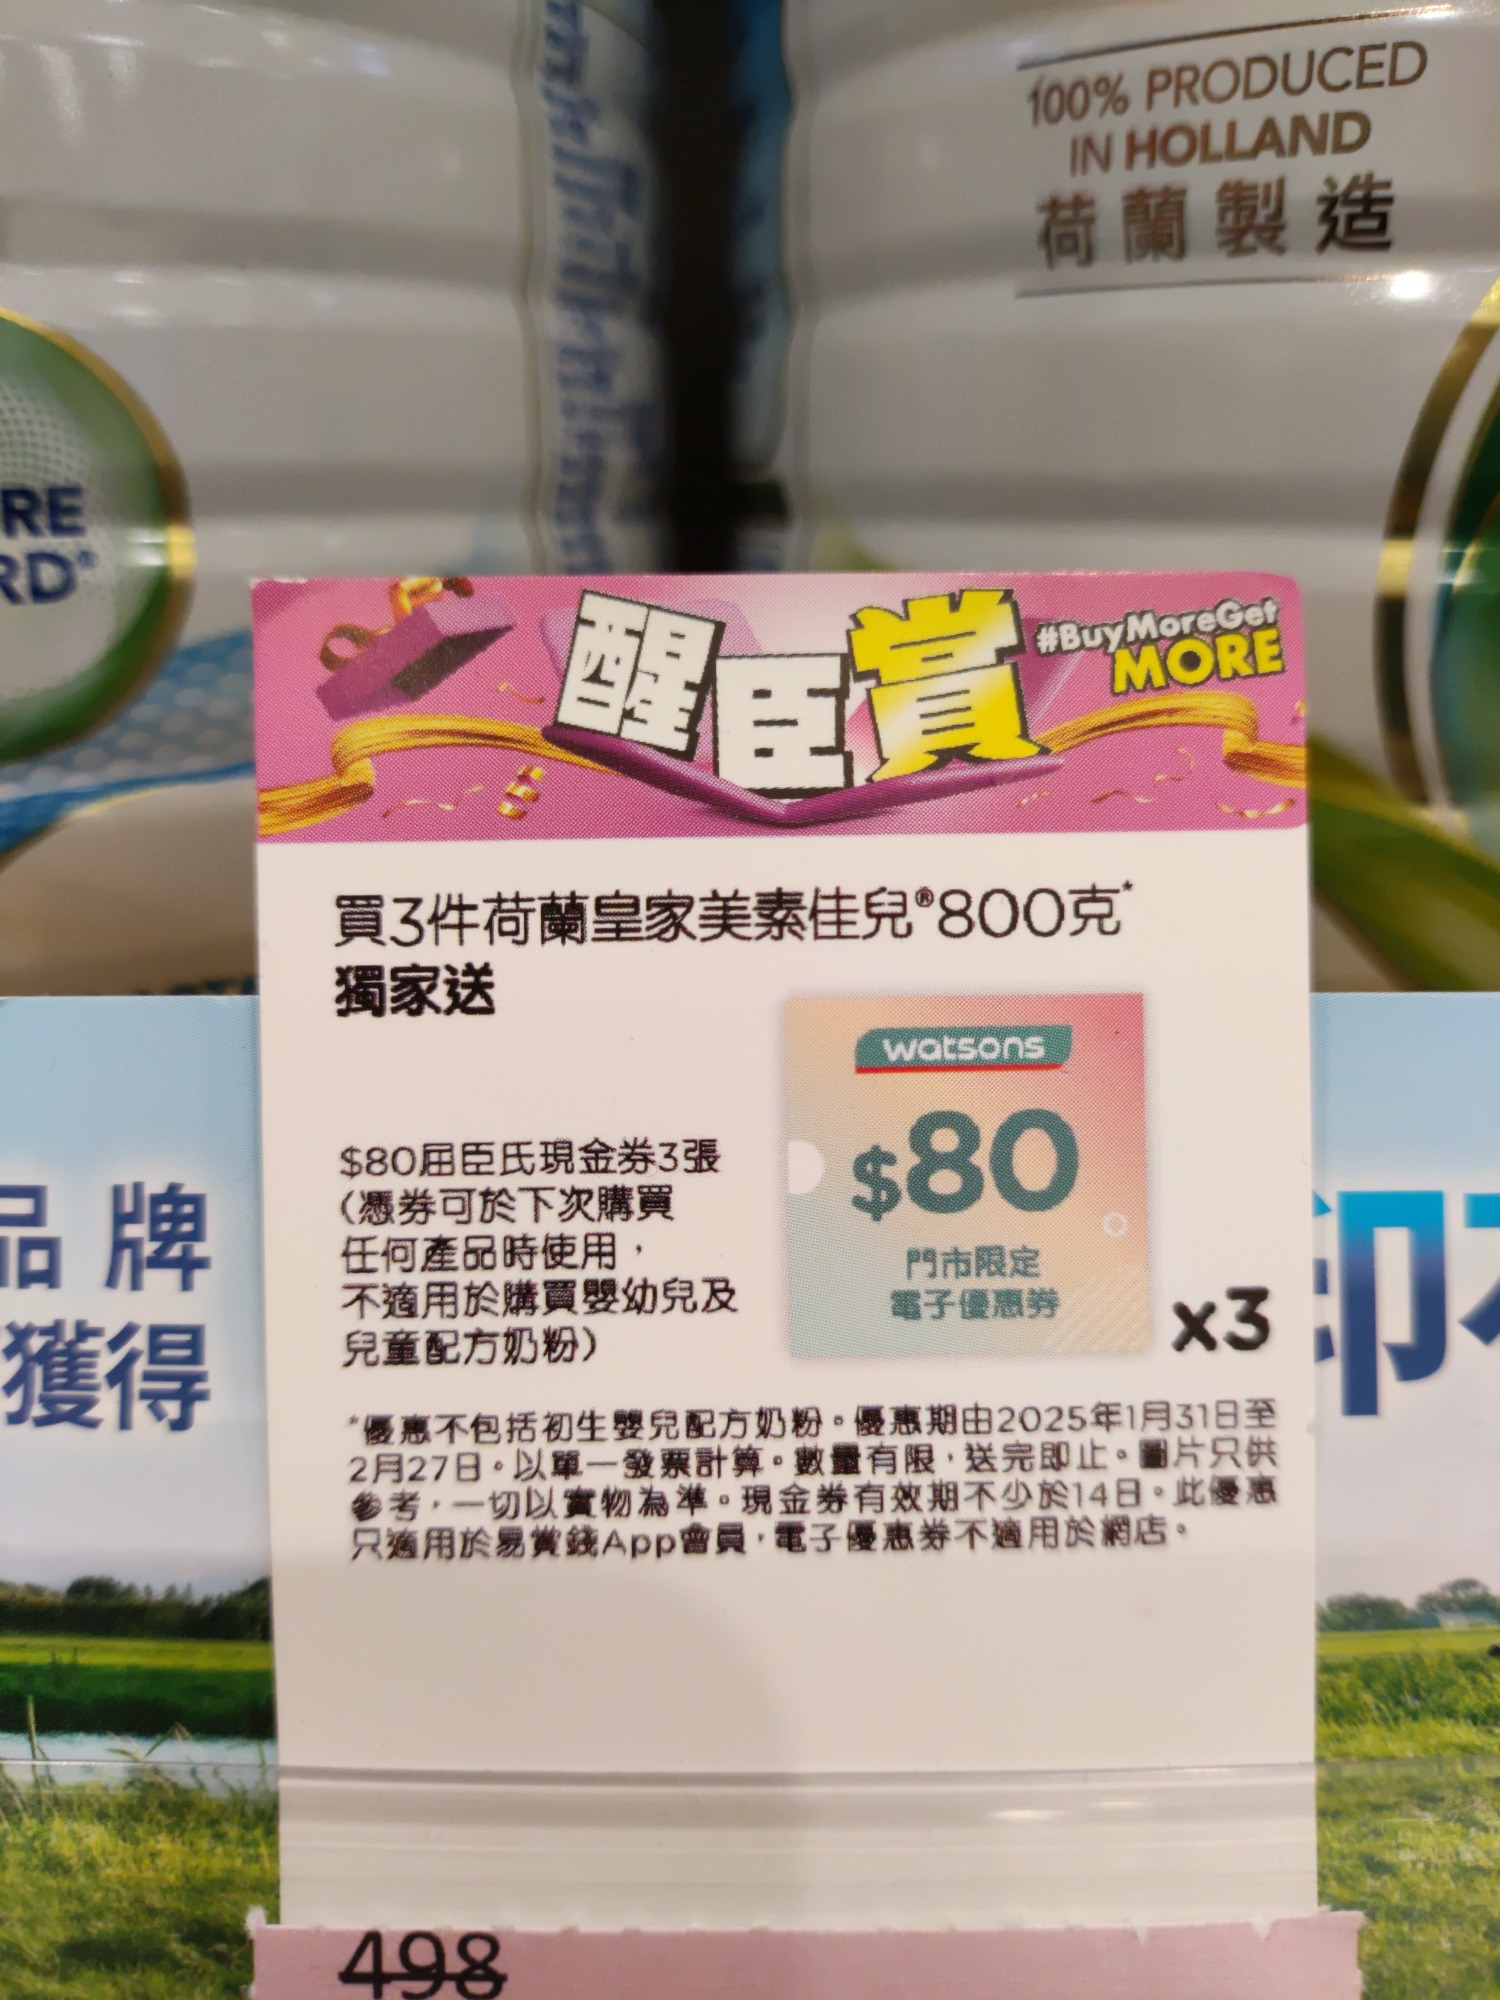 100% PRODUCED
IN HOLLAND
荷蘭製造
RE
RD®
醒臣賞
#BuyMoreGet
MORE
買3件荷蘭皇家美素佳兒®800克*
獨家送
watsons
$80
門市限定
電子優惠券
x3
$80屈臣氏現金券3張
(憑券可於下次購買
任何產品時使用，
不適用於購買嬰幼兒及
兒童配方奶粉)
*優惠不包括初生嬰兒配方奶粉。優惠期由2025年1月31日至
2月27日。以單一發票計算。數量有限，送完即止。圖片只供
參考，一切以實物為準。現金券有效期不少於14日。此優惠
只適用於易賞錢App會員，電子優惠券不適用於網店。
品牌
獲得
印
498